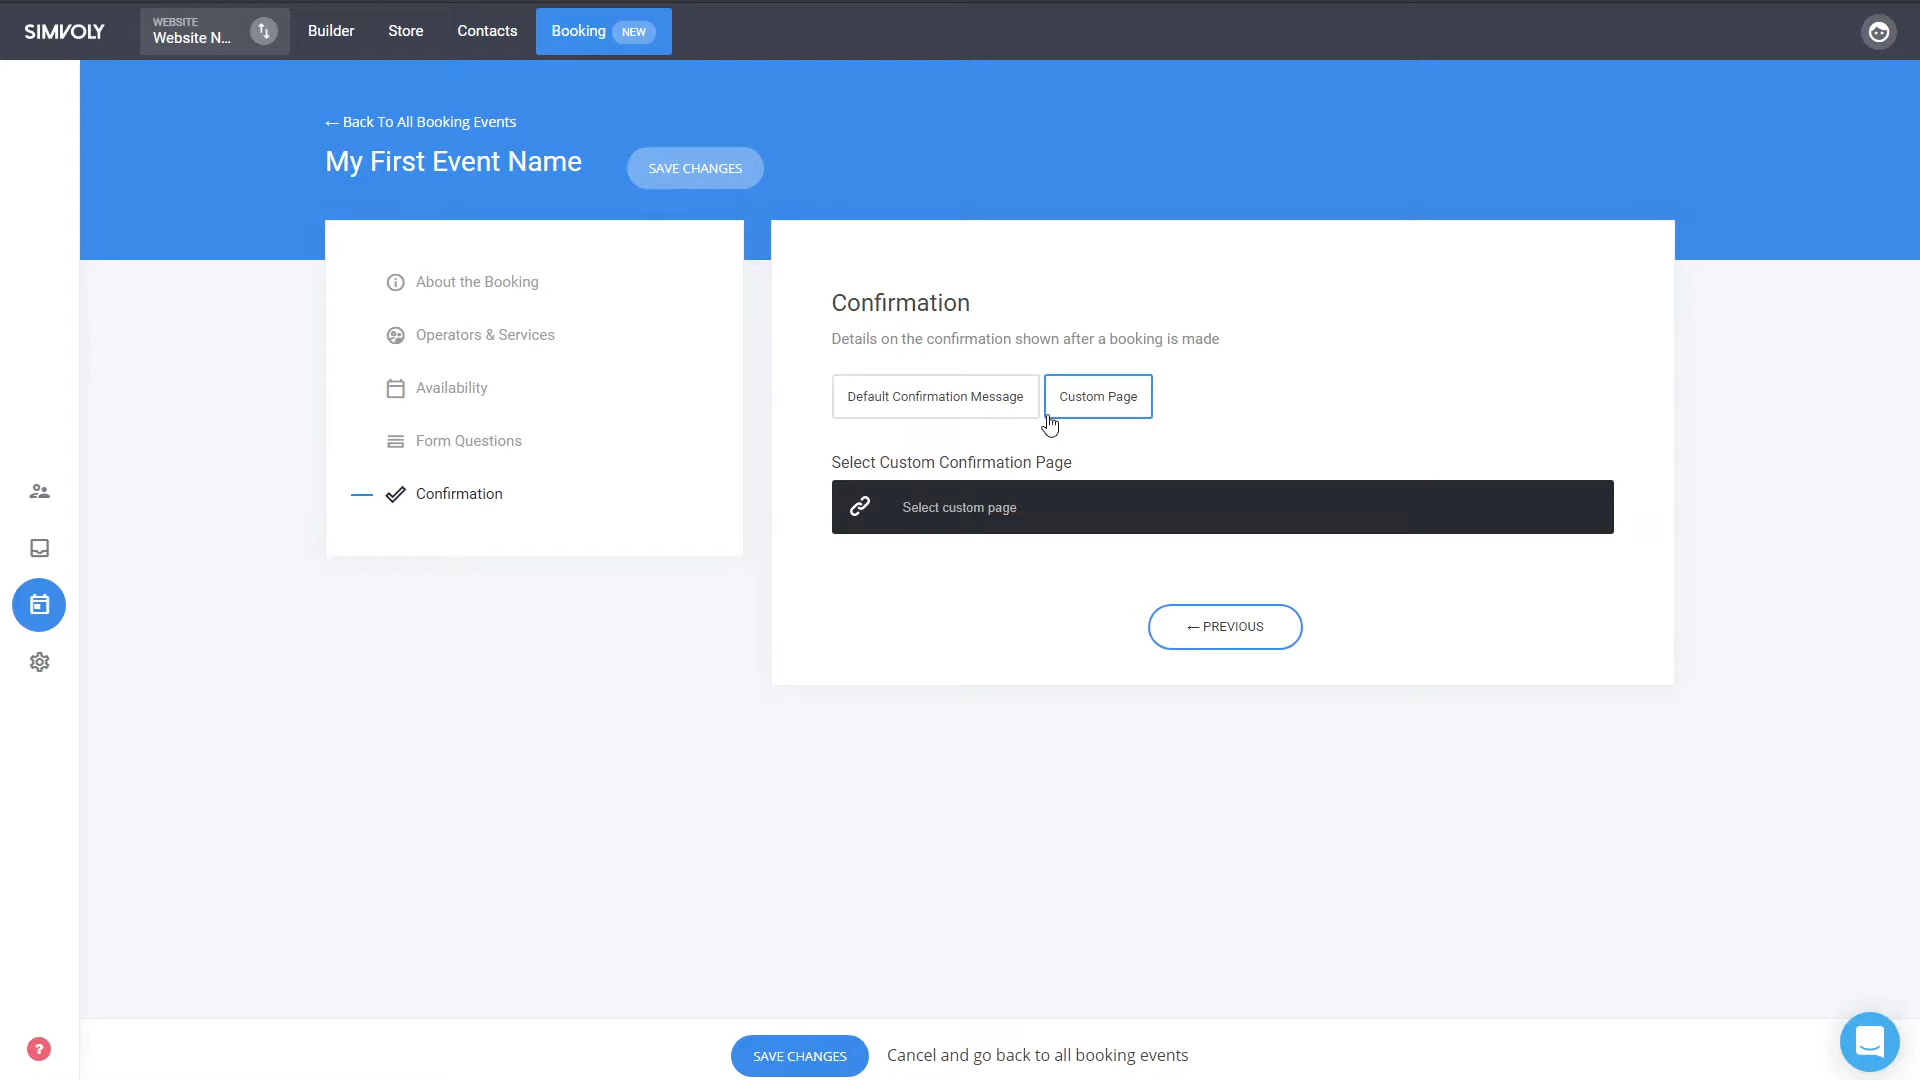 SIMVOLY
WEBSITE
Website N...
Builder
Store
Contacts
Booking NEW
← Back To All Booking Events
My First Event Name
SAVE CHANGES
About the Booking
Operators & Services
Availability
Form Questions
Confirmation
Confirmation
Details on the confirmation shown after a booking is made
Default Confirmation Message
Custom Page
Select Custom Confirmation Page
Select custom page
← PREVIOUS
?
SAVE CHANGES
Cancel and go back to all booking events